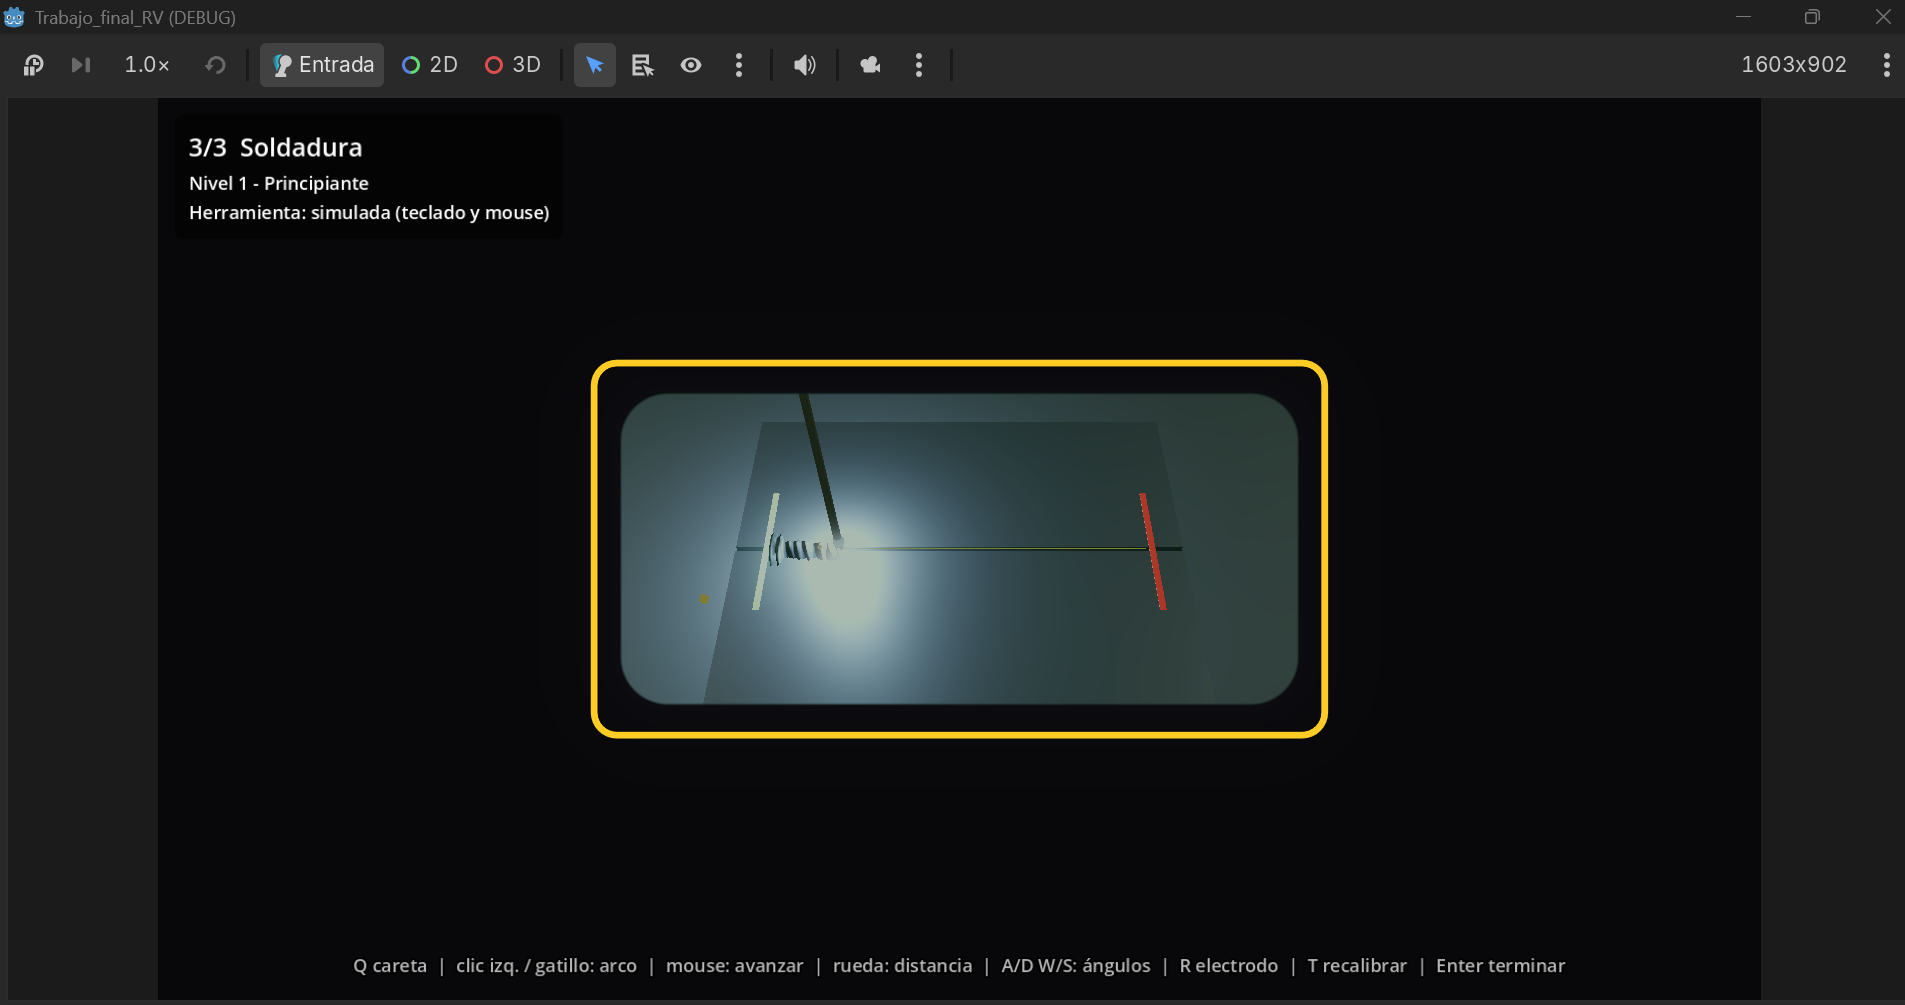 Trabajo_final_RV (DEBUG)
1.0× Entrada 2D 3D 1603x902
3/3 Soldadura
Nivel 1 - Principiante
Herramienta: simulada (teclado y mouse)
Q careta | clic izq. / gatillo: arco | mouse: avanzar | rueda: distancia | A/D W/S: ángulos | R electrodo | T recalibrar | Enter terminar